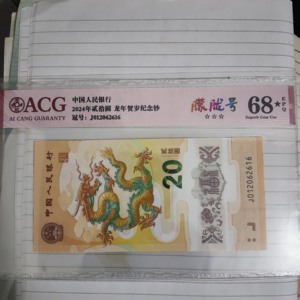 ACG
AI CANG GUARANTY
中国人民银行
2024年贰拾圆 龙年贺岁纪念钞
冠号：J012062616
朦胧号
☆☆☆
68★
EPQ
Superb Gem Unc
中国人民银行
贰拾圆
20
J012062616